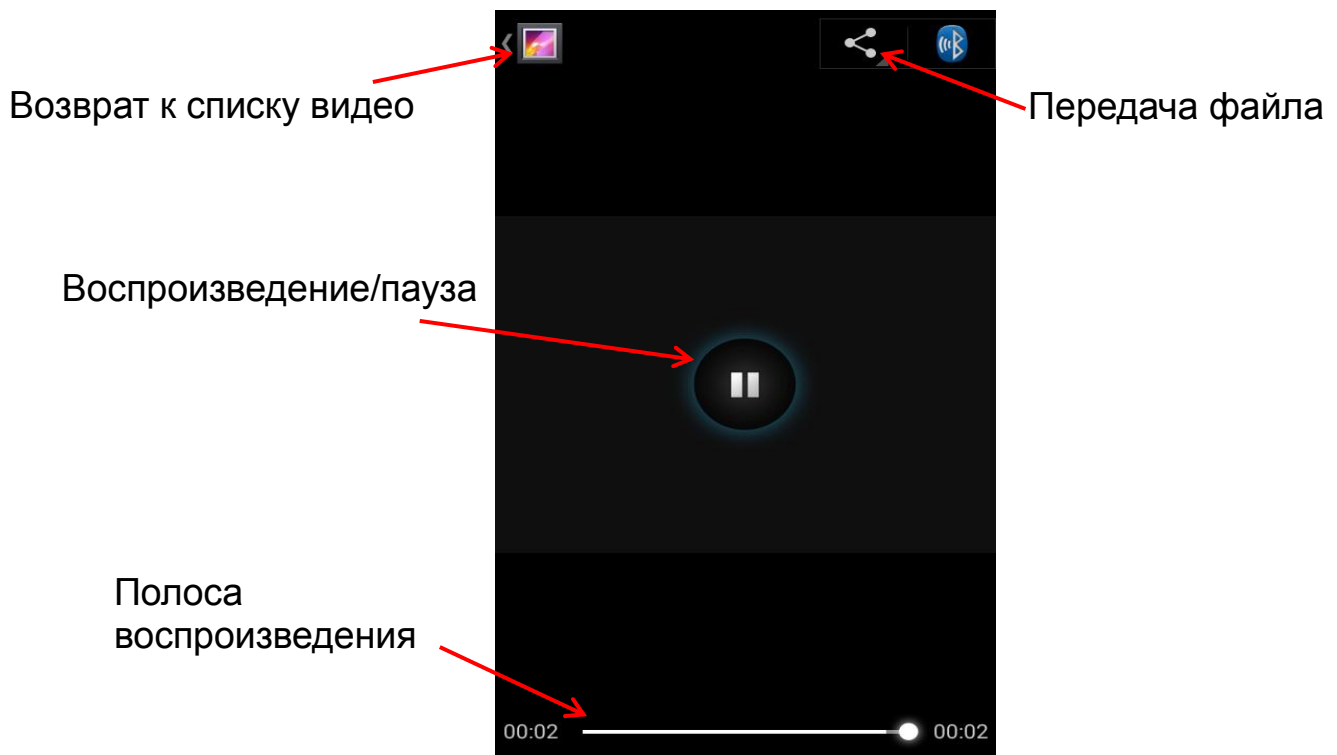 Возврат к списку видео
Передача файла
Воспроизведение/пауза
Полоса
воспроизведения
00:02
00:02